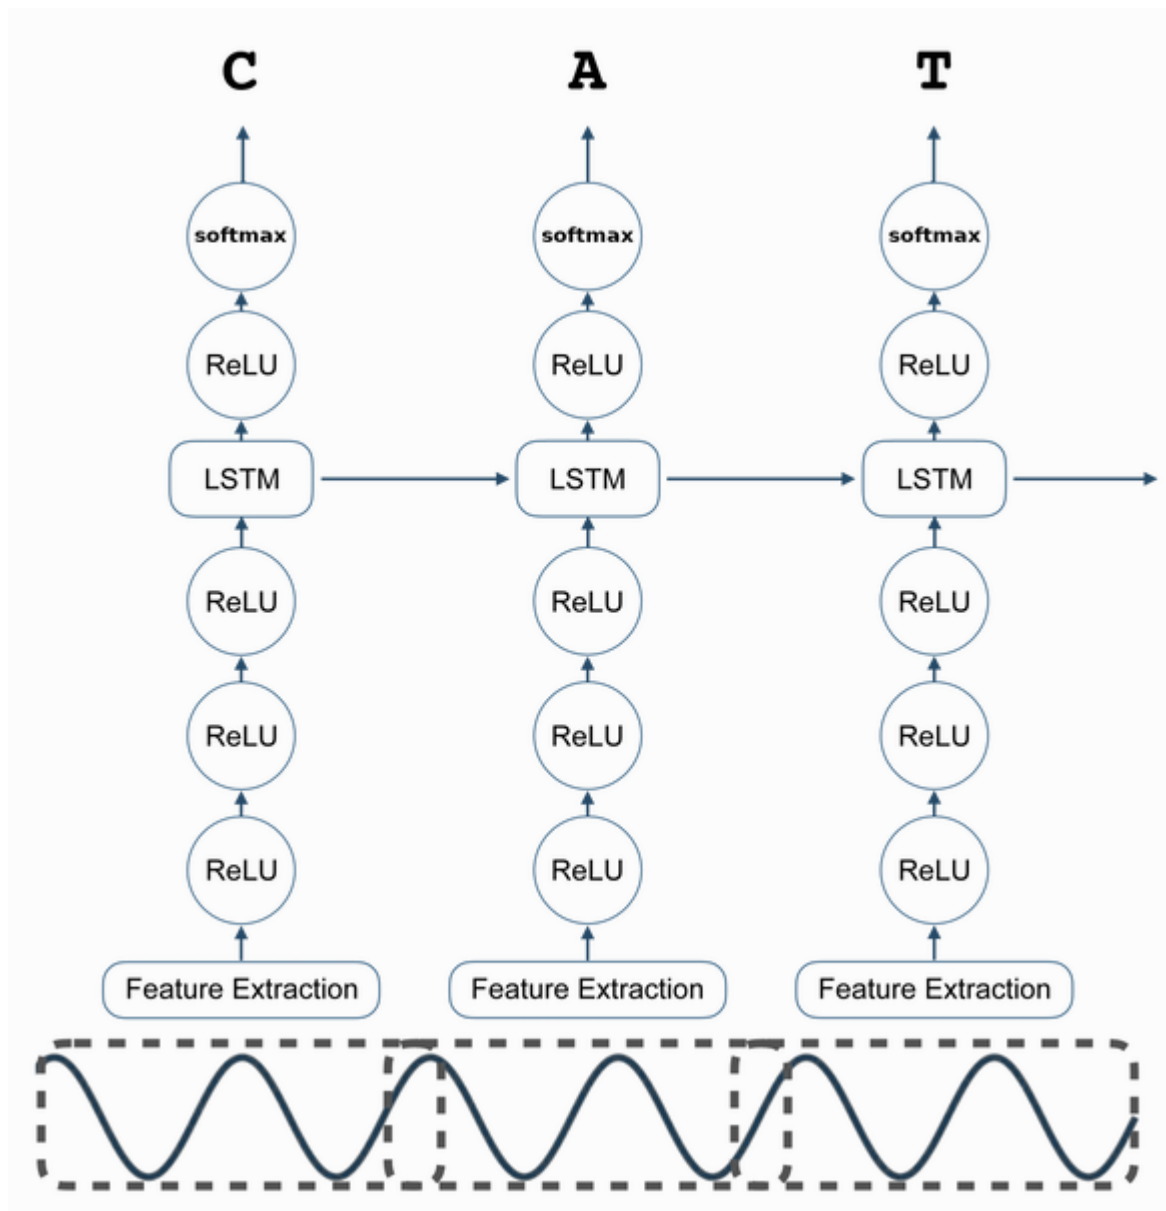 C A T
softmax softmax softmax
ReLU ReLU ReLU
LSTM LSTM LSTM
ReLU ReLU ReLU
ReLU ReLU ReLU
ReLU ReLU ReLU
Feature Extraction Feature Extraction Feature Extraction